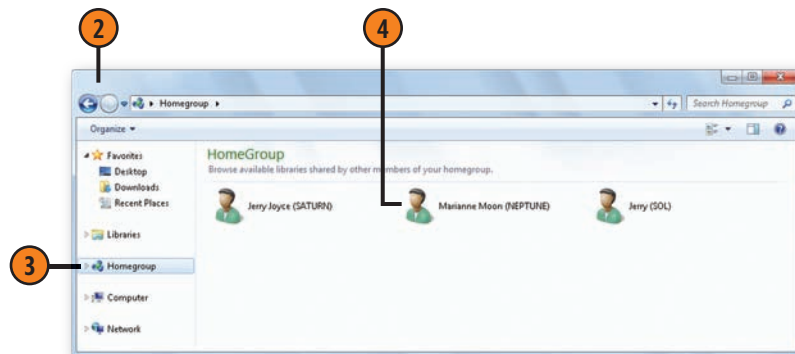 2
4
Homegroup
Search Homegroup
Organize
Favorites
Desktop
Downloads
Recent Places
Libraries
3
Homegroup
Computer
Network
HomeGroup
Browse available libraries shared by other members of your homegroup.
Jerry Joyce (SATURN)
Marianne Moon (NEPTUNE)
Jerry (SOL)